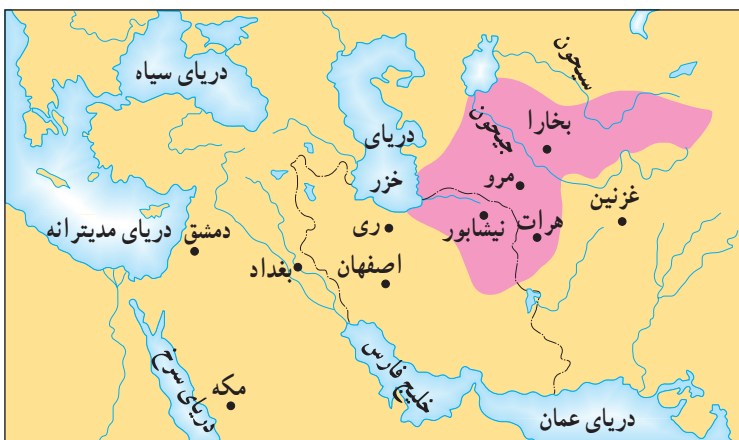 دریای سیاه
سیحون
بخارا
جیحون
دریای
خزر
مرو
غزنین
نیشابور
هرات
ری
دمشق
دریای مدیترانه
اصفهان
بغداد
خلیج فارس
دریای سرخ
مکه
دریای عمان